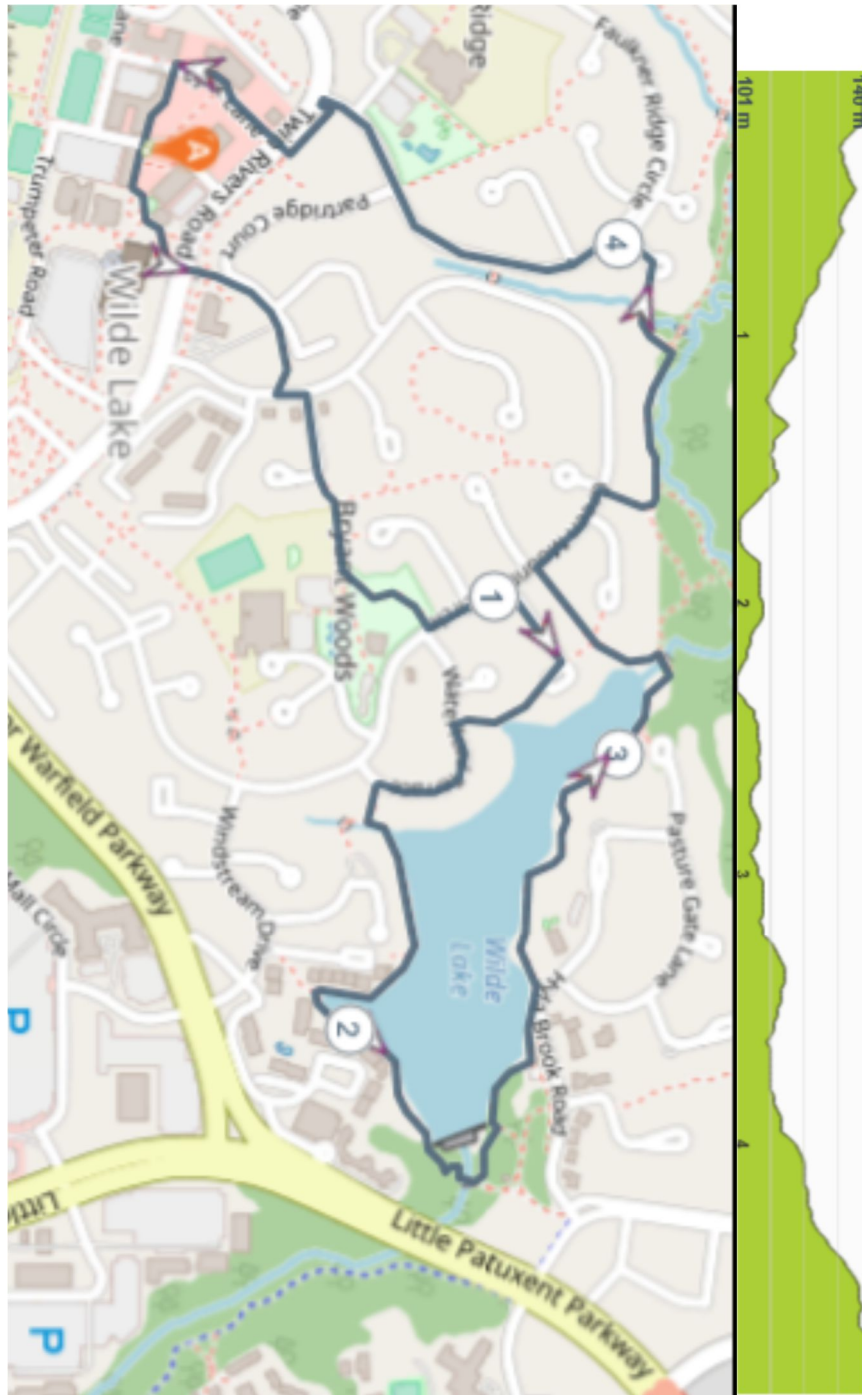 Faulkner Ridge Circle
Ridge
Twin Rivers Road
Partridge Court
Trumpeter Road
Wilde Lake
A
4
1
Bryant Woods
3
Pasture Gate Lane
Windstream Drive
Wilde
Lake
Hyla Brook Road
2
Mall Circle
Warfield Parkway
Little Patuxent Parkway
Little
P
P
140 m
101 m
1
2
3
4